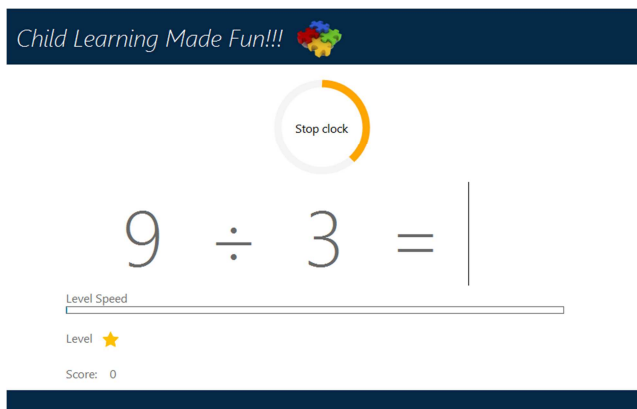 Child Learning Made Fun!!!
Stop clock
9 ÷ 3 =
Level Speed
Level
Score: 0